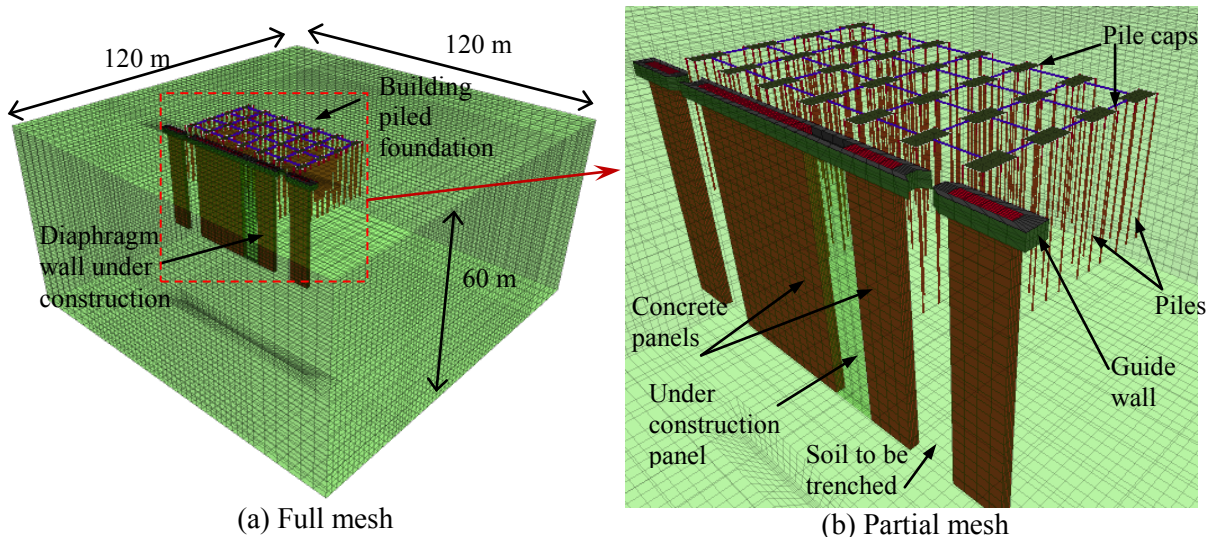 120 m
120 m
Building
piled
foundation
Diaphragm
wall under
construction
60 m
(a) Full mesh
Pile caps
Concrete
panels
Piles
Under
construction
panel
Guide
wall
Soil to be
trenched
(b) Partial mesh